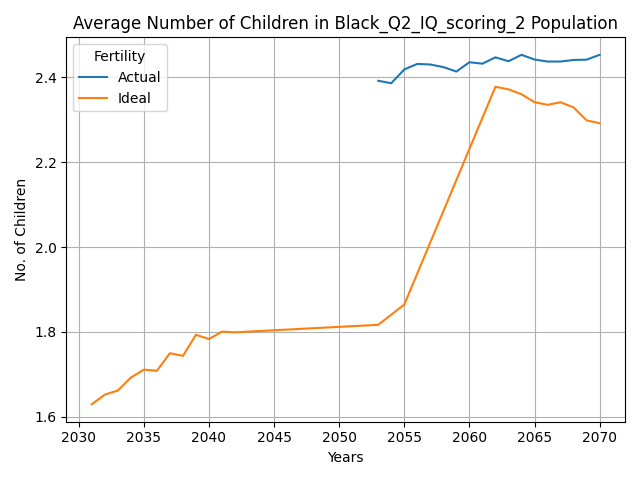 Average Number of Children in Black_Q2_IQ_scoring_2 Population
Fertility
Actual
Ideal
No. of Children
2.4
2.2
2.0
1.8
1.6
2030 2035 2040 2045 2050 2055 2060 2065 2070
Years